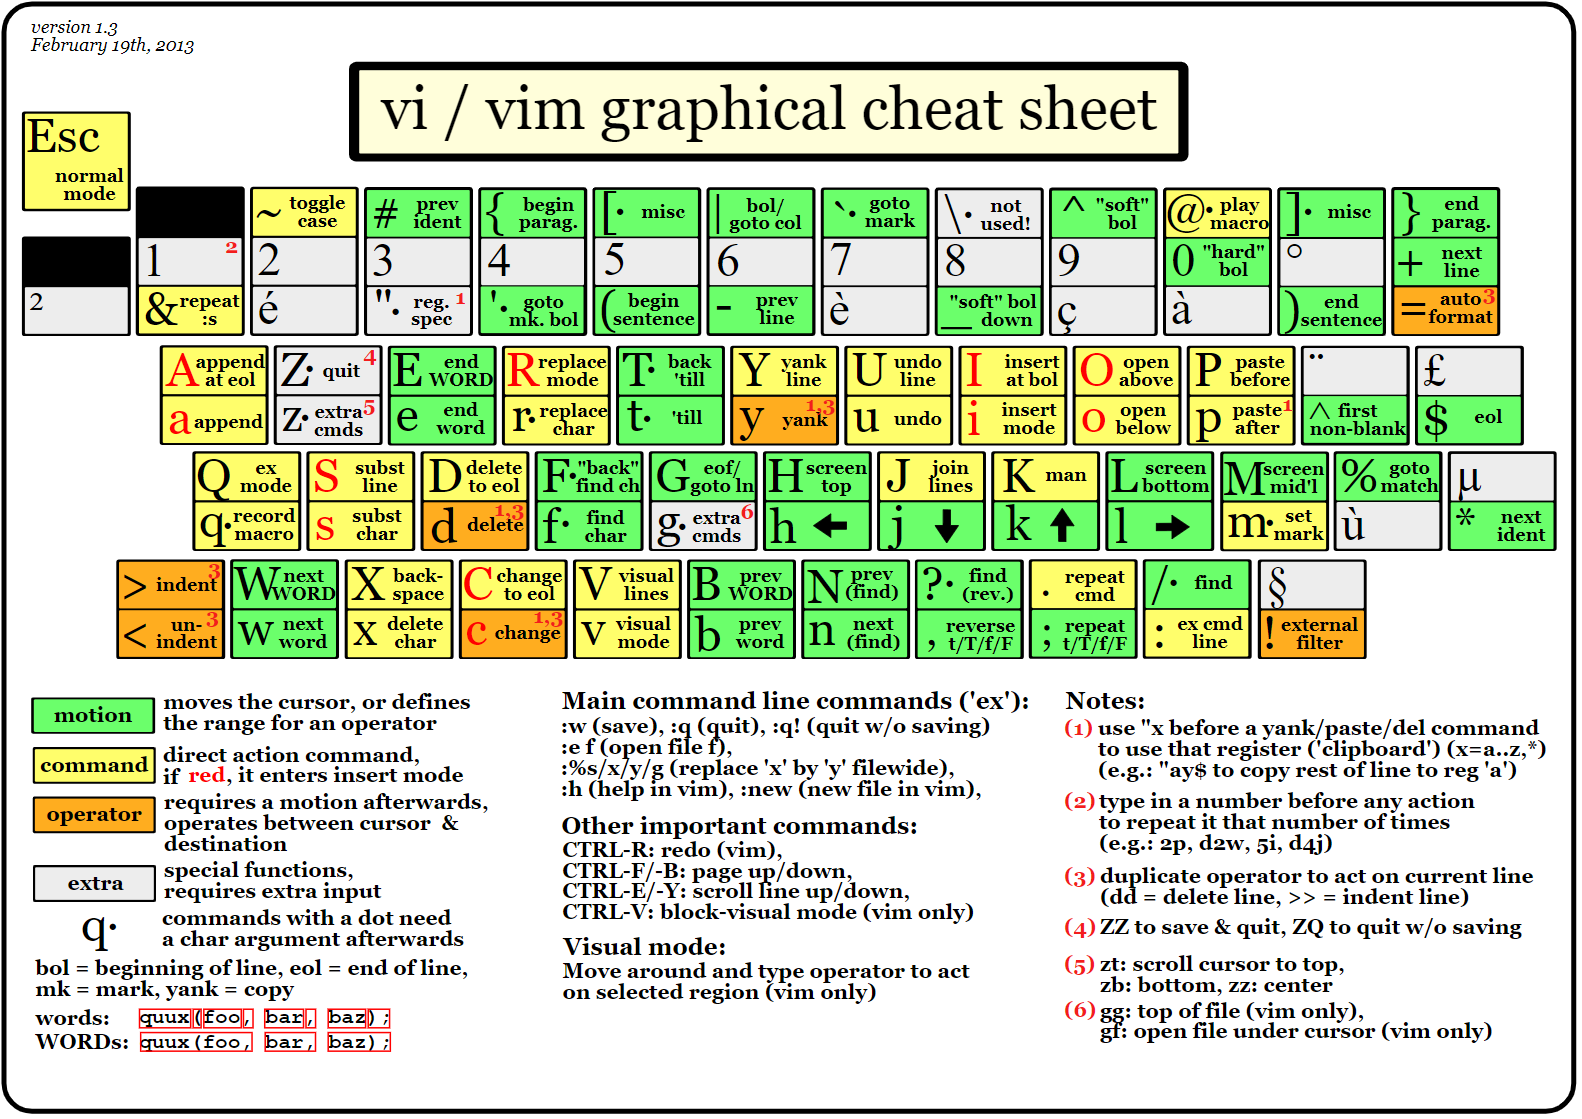 version 1.3
February 19th, 2013
vi / vim graphical cheat sheet
Esc
normal
mode
~ toggle case
# prev ident
{ begin parag.
[· misc
| bol/ goto col
`· goto mark
\· not used!
^ "soft" bol
@· play macro
]· misc
} end parag.
1 2
2
3
4
5
6
7
8
9
0 "hard" bol
°
+ next line
2
& repeat :s
é
"· reg. spec 1
'· goto mk. bol
( begin sentence
- prev line
è
_ "soft" bol down
ç
à
) end sentence
= auto format 3
A append at eol
Z· quit 4
E end WORD
R replace mode
T· back 'till
Y yank line
U undo line
I insert at bol
O open above
P paste before
¨
£
a append
z· extra cmds 5
e end word
r· replace char
t· 'till
y yank 1,3
u undo
i insert mode
o open below
p paste after 1
^ first non-blank
$ eol
Q ex mode
S subst line
D delete to eol
F· "back" find ch
G eof/ goto ln
H screen top
J join lines
K man
L screen bottom
M screen mid'l
% goto match
µ
q· record macro
s subst char
d delete 1,3
f· find char
g· extra cmds 6
h
j
k
l
m· set mark
ù
* next ident
> indent 3
W next WORD
X back-space
C change to eol
V visual lines
B prev WORD
N prev (find)
?· find (rev.)
. repeat cmd
/· find
§
< un-indent 3
w next word
x delete char
c change 1,3
v visual mode
b prev word
n next (find)
, reverse t/T/f/F
; repeat t/T/f/F
: ex cmd line
! external filter
motion
moves the cursor, or defines
the range for an operator
command
direct action command,
if red, it enters insert mode
operator
requires a motion afterwards,
operates between cursor &
destination
extra
special functions,
requires extra input
q·
commands with a dot need
a char argument afterwards
bol = beginning of line, eol = end of line,
mk = mark, yank = copy
words: quux(foo, bar, baz);
WORDs: quux(foo, bar, baz);
Main command line commands ('ex'):
:w (save), :q (quit), :q! (quit w/o saving)
:e f (open file f),
:%s/x/y/g (replace 'x' by 'y' filewide),
:h (help in vim), :new (new file in vim),
Other important commands:
CTRL-R: redo (vim),
CTRL-F/-B: page up/down,
CTRL-E/-Y: scroll line up/down,
CTRL-V: block-visual mode (vim only)
Visual mode:
Move around and type operator to act
on selected region (vim only)
Notes:
(1) use "x before a yank/paste/del command
to use that register ('clipboard') (x=a..z,*)
(e.g.: "ay$ to copy rest of line to reg 'a')
(2) type in a number before any action
to repeat it that number of times
(e.g.: 2p, d2w, 5i, d4j)
(3) duplicate operator to act on current line
(dd = delete line, >> = indent line)
(4) ZZ to save & quit, ZQ to quit w/o saving
(5) zt: scroll cursor to top,
zb: bottom, zz: center
(6) gg: top of file (vim only),
gf: open file under cursor (vim only)